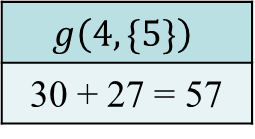 g(4,{5})
30 + 27 = 57